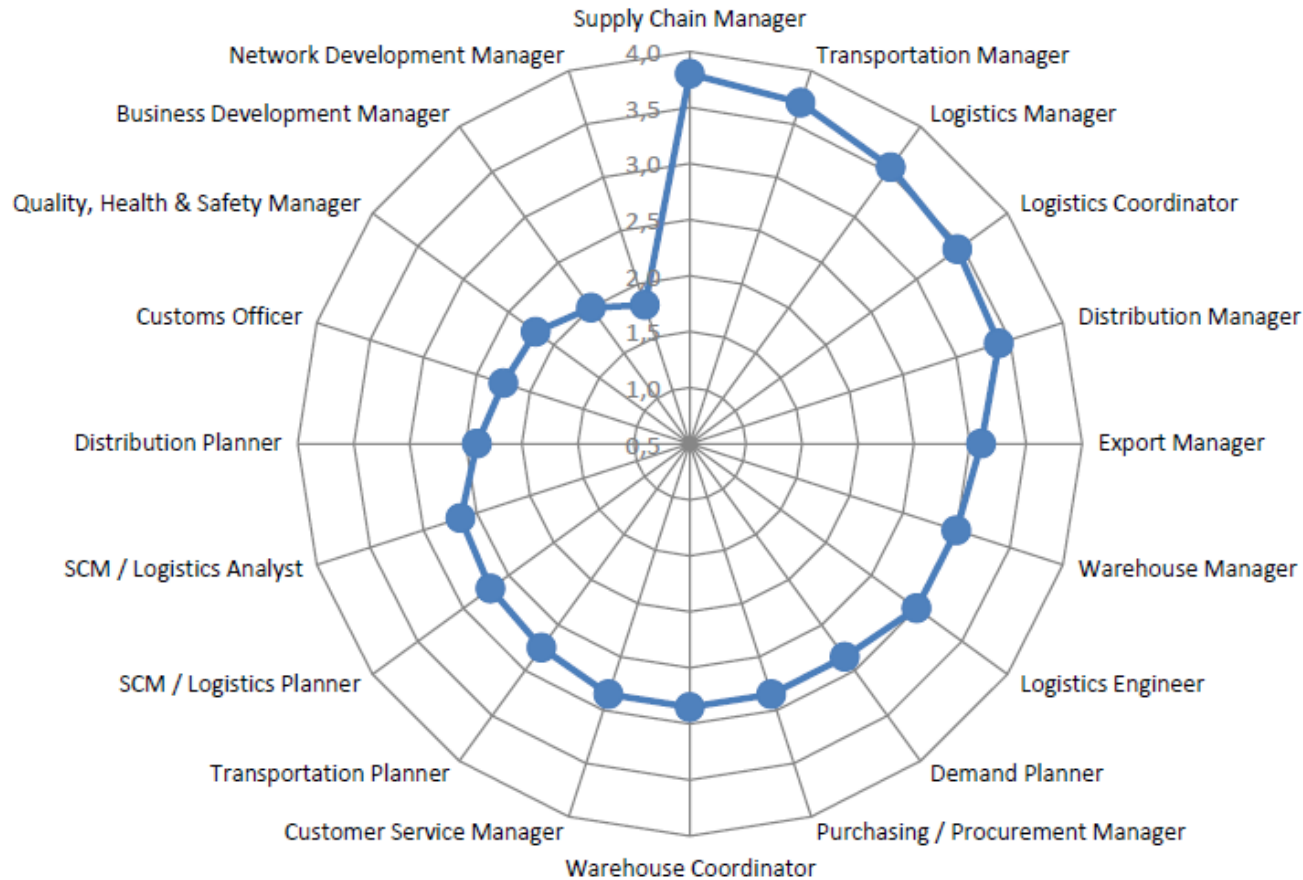 Supply Chain Manager
Transportation Manager
Logistics Manager
Logistics Coordinator
Distribution Manager
Export Manager
Warehouse Manager
Logistics Engineer
Demand Planner
Purchasing / Procurement Manager
Warehouse Coordinator
Customer Service Manager
Transportation Planner
SCM / Logistics Planner
SCM / Logistics Analyst
Distribution Planner
Customs Officer
Quality, Health & Safety Manager
Business Development Manager
Network Development Manager
4,0
3,5
3,0
2,5
2,0
1,5
1,0
0,5